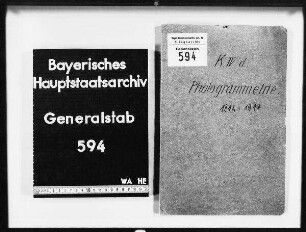 Bayerisches
Hauptstaatsarchiv
Generalstab
594
WA HE
594
K IV d
Photogrammetrie